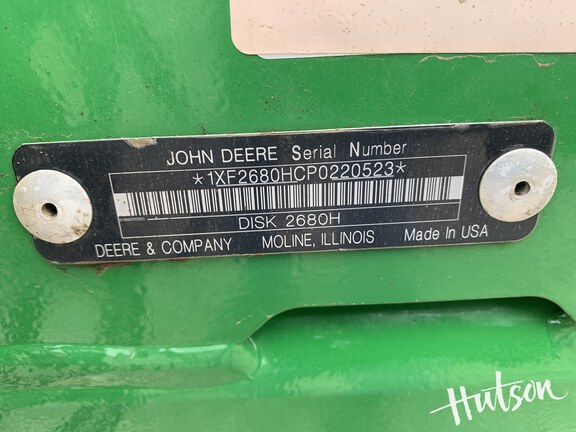 JOHN DEERE Serial Number
*1XF2680HCP0220523*
DISK 2680H
DEERE & COMPANY MOLINE, ILLINOIS Made In USA
Hutson